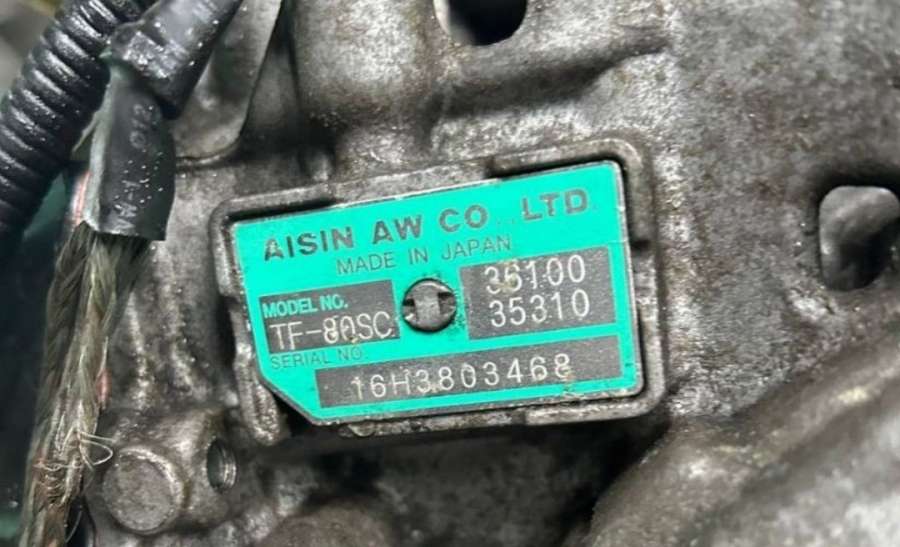 AISIN AW CO., LTD.
MADE IN JAPAN
MODEL NO.
TF-80SC
36100
35310
SERIAL NO.
16H3803468